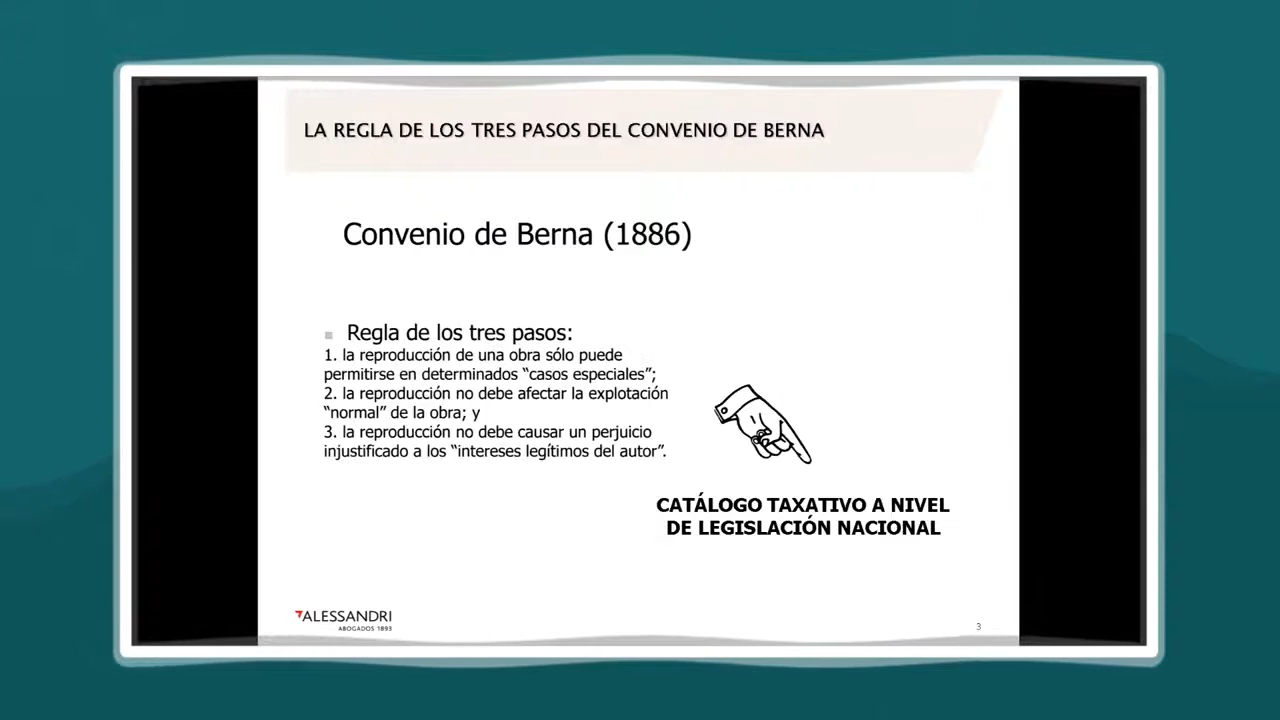 LA REGLA DE LOS TRES PASOS DEL CONVENIO DE BERNA
Convenio de Berna (1886)
Regla de los tres pasos:
1. la reproducción de una obra sólo puede
permitirse en determinados “casos especiales”;
2. la reproducción no debe afectar la explotación
“normal” de la obra; y
3. la reproducción no debe causar un perjuicio
injustificado a los “intereses legítimos del autor”.
CATÁLOGO TAXATIVO A NIVEL
DE LEGISLACIÓN NACIONAL
ALESSANDRI
ABOGADOS 1893
3